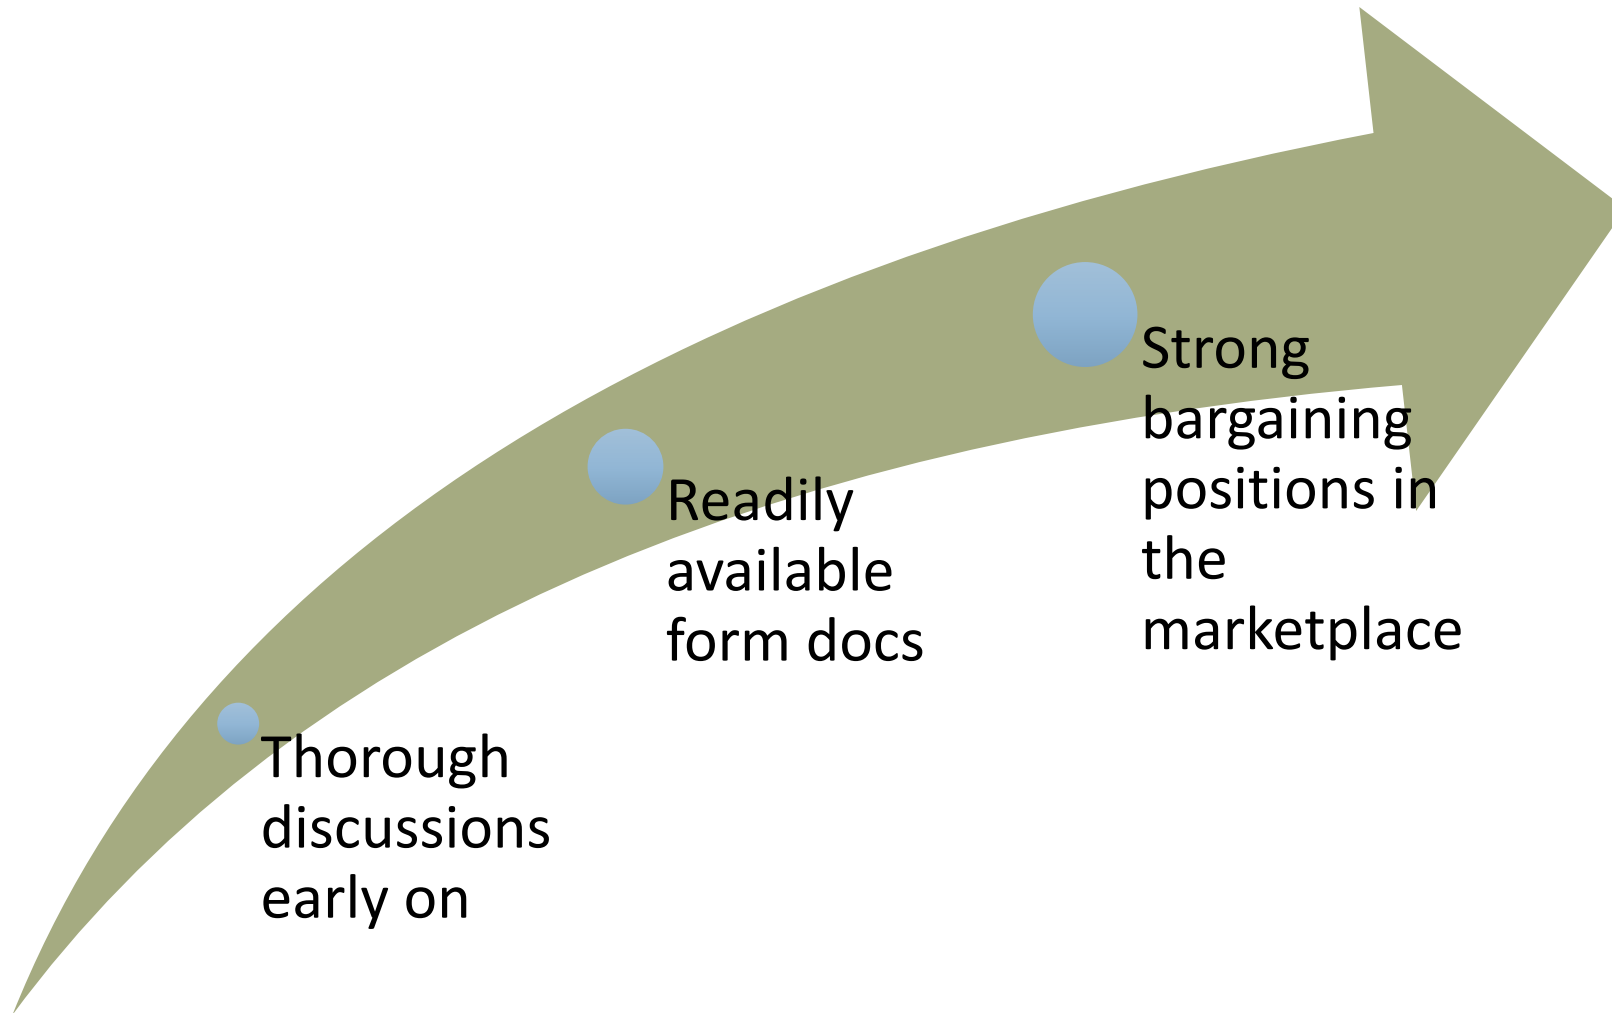 Thorough
discussions
early on
Readily
available
form docs
Strong
bargaining
positions in
the
marketplace